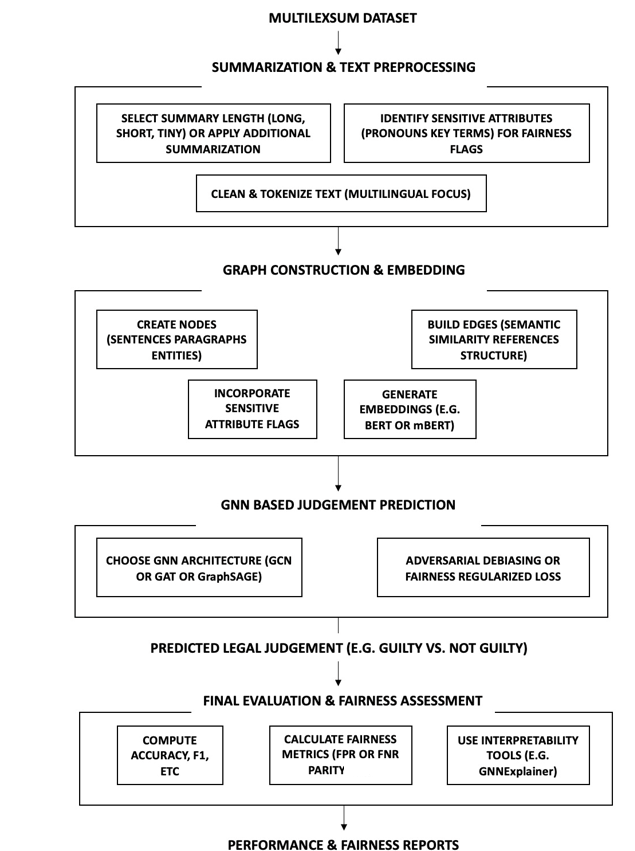 MULTILEXSUM DATASET
SUMMARIZATION & TEXT PREPROCESSING
SELECT SUMMARY LENGTH (LONG,
SHORT, TINY) OR APPLY ADDITIONAL
SUMMARIZATION
IDENTIFY SENSITIVE ATTRIBUTES
(PRONOUNS KEY TERMS) FOR FAIRNESS
FLAGS
CLEAN & TOKENIZE TEXT (MULTILINGUAL FOCUS)
GRAPH CONSTRUCTION & EMBEDDING
CREATE NODES
(SENTENCES PARAGRAPHS
ENTITIES)
BUILD EDGES (SEMANTIC
SIMILARITY REFERENCES
STRUCTURE)
INCORPORATE
SENSITIVE
ATTRIBUTE FLAGS
GENERATE
EMBEDDINGS (E.G.
BERT OR mBERT)
GNN BASED JUDGEMENT PREDICTION
CHOOSE GNN ARCHITECTURE (GCN
OR GAT OR GraphSAGE)
ADVERSARIAL DEBIASING OR
FAIRNESS REGULARIZED LOSS
PREDICTED LEGAL JUDGEMENT (E.G. GUILTY VS. NOT GUILTY)
FINAL EVALUATION & FAIRNESS ASSESSMENT
COMPUTE
ACCURACY, F1,
ETC
CALCULATE FAIRNESS
METRICS (FPR OR FNR
PARITY
USE INTERPRETABILITY
TOOLS (E.G.
GNNExplainer)
PERFORMANCE & FAIRNESS REPORTS